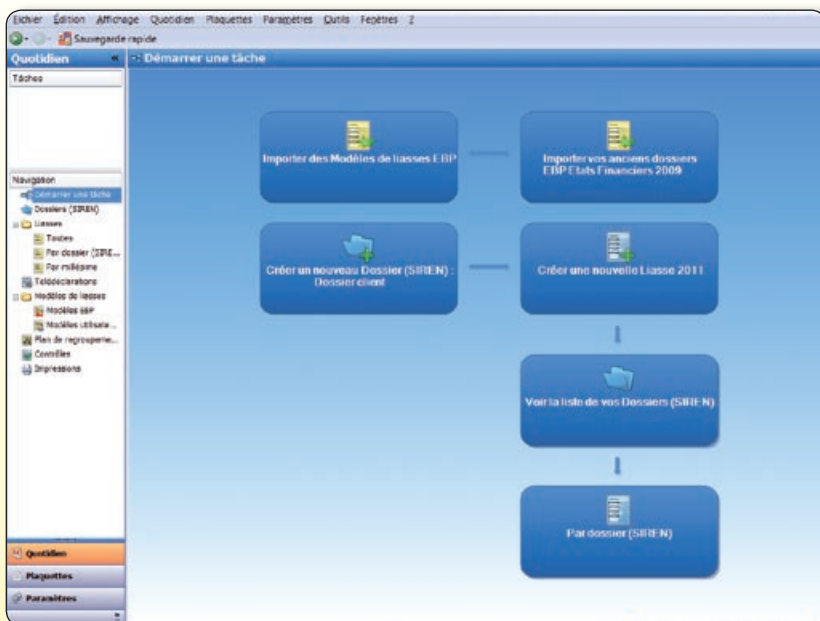 Fichier Édition Affichage Quotidien Plaquettes Paramètres Outils Fenêtres ?
Sauvegarde rapide
Quotidien «
Démarrer une tâche
Tâches
Navigation
Démarrer une tâche
Dossiers (SIREN)
Liasses
Toutes
Par dossier (SIRE...
Par millésime
Télédéclarations
Modèles de liasses
Modèles EBP
Modèles utilisate...
Plan de regroupeme...
Contrôles
Impressions
Importer des Modèles de liasses EBP
Importer vos anciens dossiers
EBP Etats Financiers 2009
Créer un nouveau Dossier (SIREN) :
Dossier client
Créer une nouvelle Liasse 2011
Voir la liste de vos Dossiers (SIREN)
Par dossier (SIREN)
Quotidien
Plaquettes
Paramètres